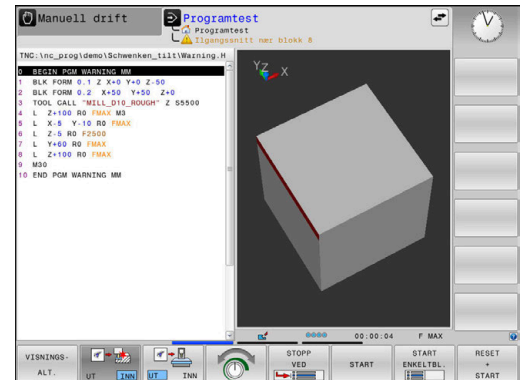 Manuell drift
Programtest
Programtest
Ilgangsnitt nær blokk 8
TNC:\nc_prog\demo\Schwenken_tilt\Warning.H
0 BEGIN PGM WARNING MM
1 BLK FORM 0.1 Z X+0 Y+0 Z-50
2 BLK FORM 0.2 X+50 Y+50 Z+0
3 TOOL CALL "MILL_D10_ROUGH" Z S5500
4 L Z+100 R0 FMAX M3
5 L X-5 Y-10 R0 FMAX
6 L Z-5 R0 F2500
7 L Y+60 R0 FMAX
8 L Z+100 R0 FMAX
9 M30
10 END PGM WARNING MM
Y Z X
00:00:04 F MAX
VISNINGS-
ALT.
UT INN
UT INN
STOPP
VED
START
START
ENKELTBL.
RESET
+
START